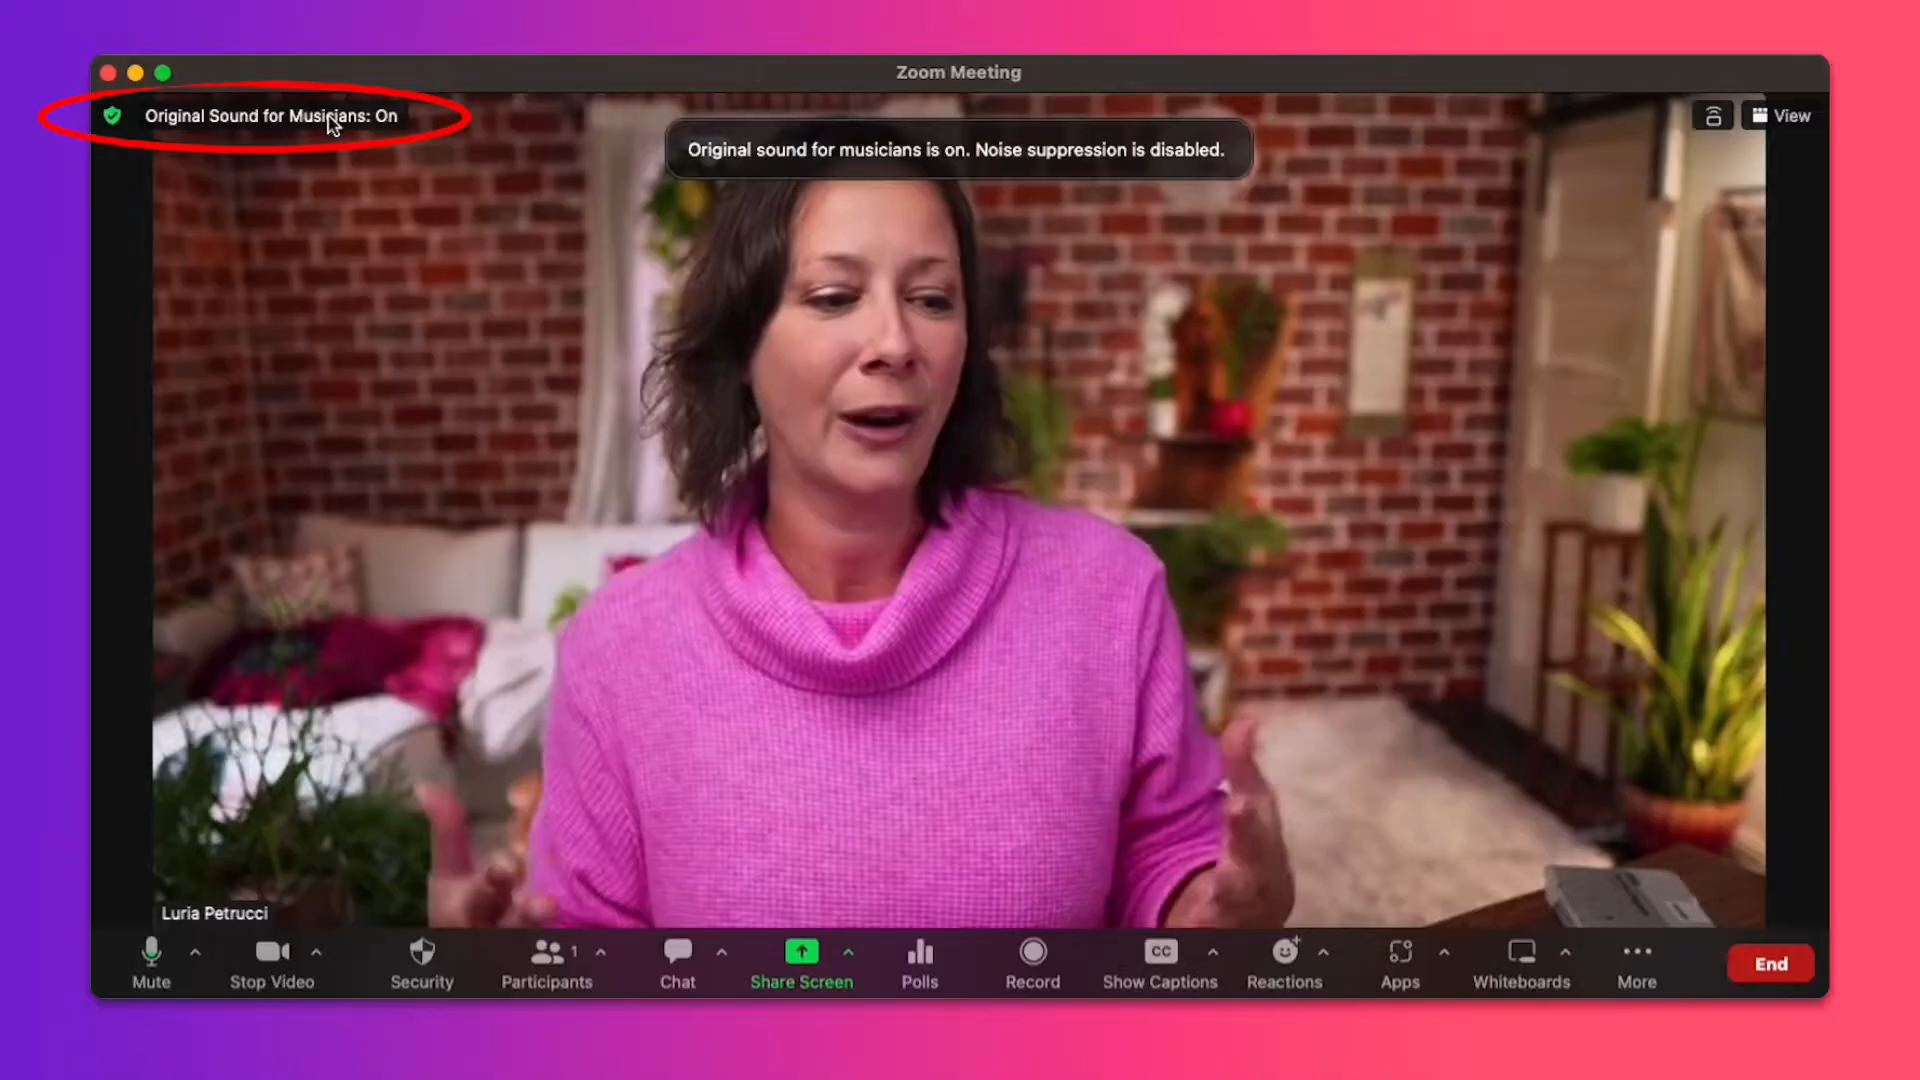 Zoom Meeting
Original Sound for Musicians: On
View
Original sound for musicians is on. Noise suppression is disabled.
Luria Petrucci
1
CC
Mute
Stop Video
Security
Participants
Chat
Share Screen
Polls
Record
Show Captions
Reactions
Apps
Whiteboards
More
End